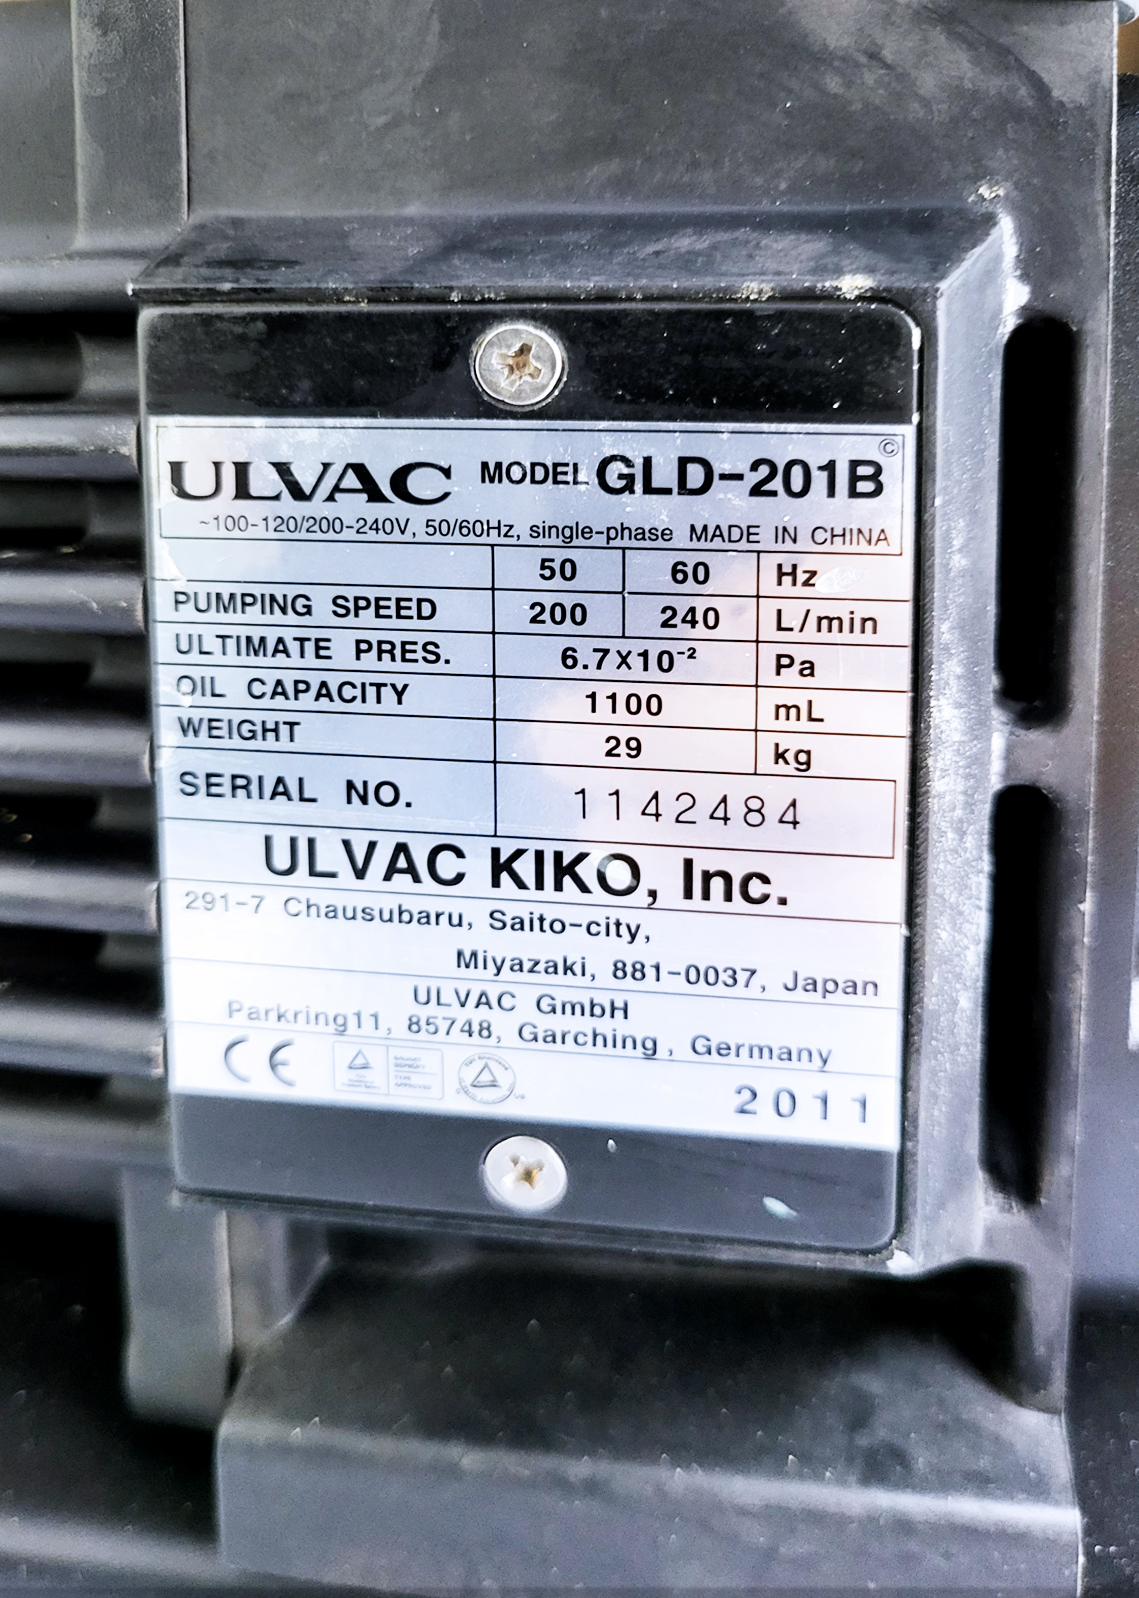 ULVAC MODEL GLD-201B ©
~100-120/200-240V, 50/60Hz, single-phase MADE IN CHINA
50 60 Hz
PUMPING SPEED 200 240 L/min
ULTIMATE PRES. 6.7X10⁻² Pa
OIL CAPACITY 1100 mL
WEIGHT 29 kg
SERIAL NO. 1142484
ULVAC KIKO, Inc.
291-7 Chausubaru, Saito-city,
Miyazaki, 881-0037, Japan
ULVAC GmbH
Parkring11, 85748, Garching, Germany
CE
2011